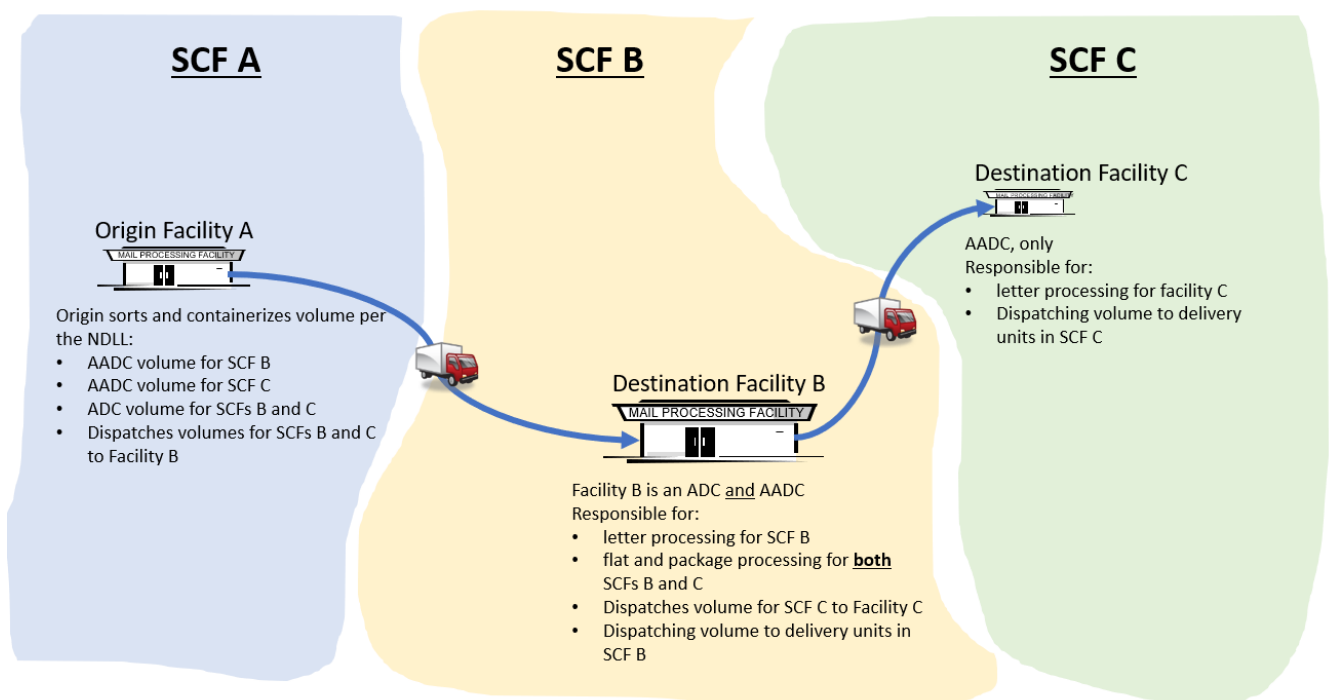 SCF A
SCF B
SCF C
Origin Facility A
MAIL PROCESSING FACILITY
Origin sorts and containerizes volume per
the NDLL:
• AADC volume for SCF B
• AADC volume for SCF C
• ADC volume for SCFs B and C
• Dispatches volumes for SCFs B and C
to Facility B
Destination Facility B
MAIL PROCESSING FACILITY
Facility B is an ADC and AADC
Responsible for:
• letter processing for SCF B
• flat and package processing for both
SCFs B and C
• Dispatches volume for SCF C to Facility C
• Dispatching volume to delivery units in
SCF B
Destination Facility C
MAIL PROCESSING FACILITY
AADC, only
Responsible for:
• letter processing for facility C
• Dispatching volume to delivery
units in SCF C